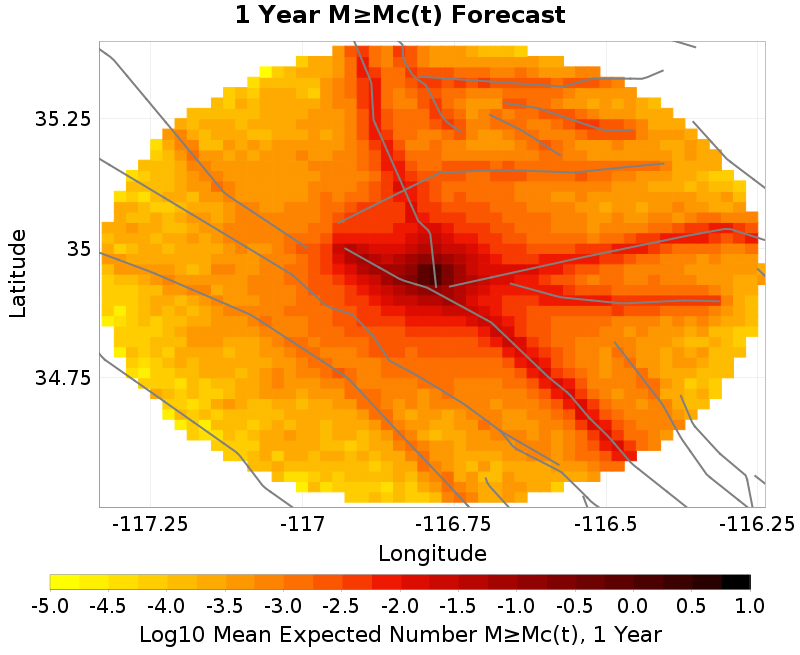 1 Year M≥Mc(t) Forecast
35.25
35
34.75
Latitude
-117.25 -117 -116.75 -116.5 -116.25
Longitude
-5.0 -4.5 -4.0 -3.5 -3.0 -2.5 -2.0 -1.5 -1.0 -0.5 0.0 0.5 1.0
Log10 Mean Expected Number M≥Mc(t), 1 Year